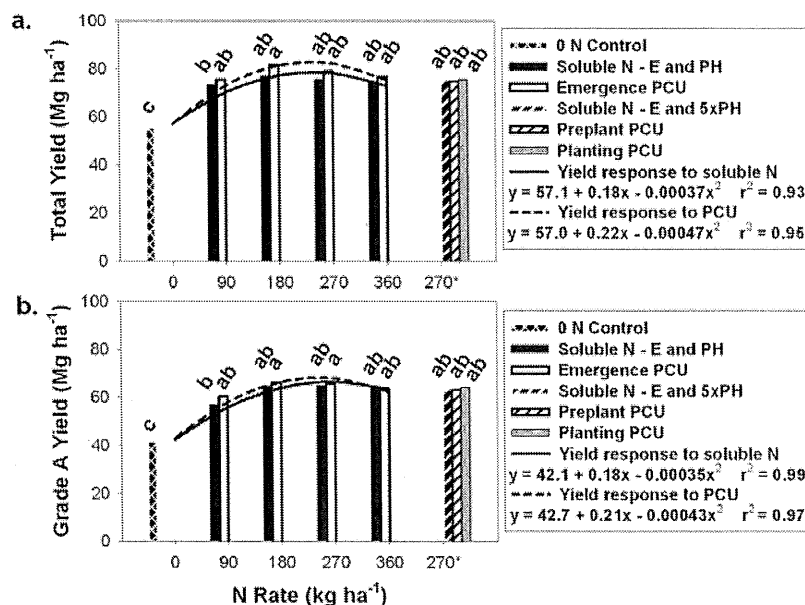 a.
Total Yield (Mg ha-1)
100
80
60
40
20
0
c
b
ab
ab
a
ab
ab
ab
ab
ab
ab
ab
0
90
180
270
360
270*
0 N Control
Soluble N - E and PH
Emergence PCU
Soluble N - E and 5xPH
Preplant PCU
Planting PCU
Yield response to soluble N
y = 57.1 + 0.18x - 0.00037x² r² = 0.93
Yield response to PCU
y = 57.0 + 0.22x - 0.00047x² r² = 0.95
b.
Grade A Yield (Mg ha-1)
100
80
60
40
20
0
c
b
ab
ab
a
ab
a
ab
ab
ab
ab
ab
0
90
180
270
360
270*
N Rate (kg ha-1)
0 N Control
Soluble N - E and PH
Emergence PCU
Soluble N - E and 5xPH
Preplant PCU
Planting PCU
Yield response to soluble N
y = 42.1 + 0.18x - 0.00035x² r² = 0.99
Yield response to PCU
y = 42.7 + 0.21x - 0.00043x² r² = 0.97